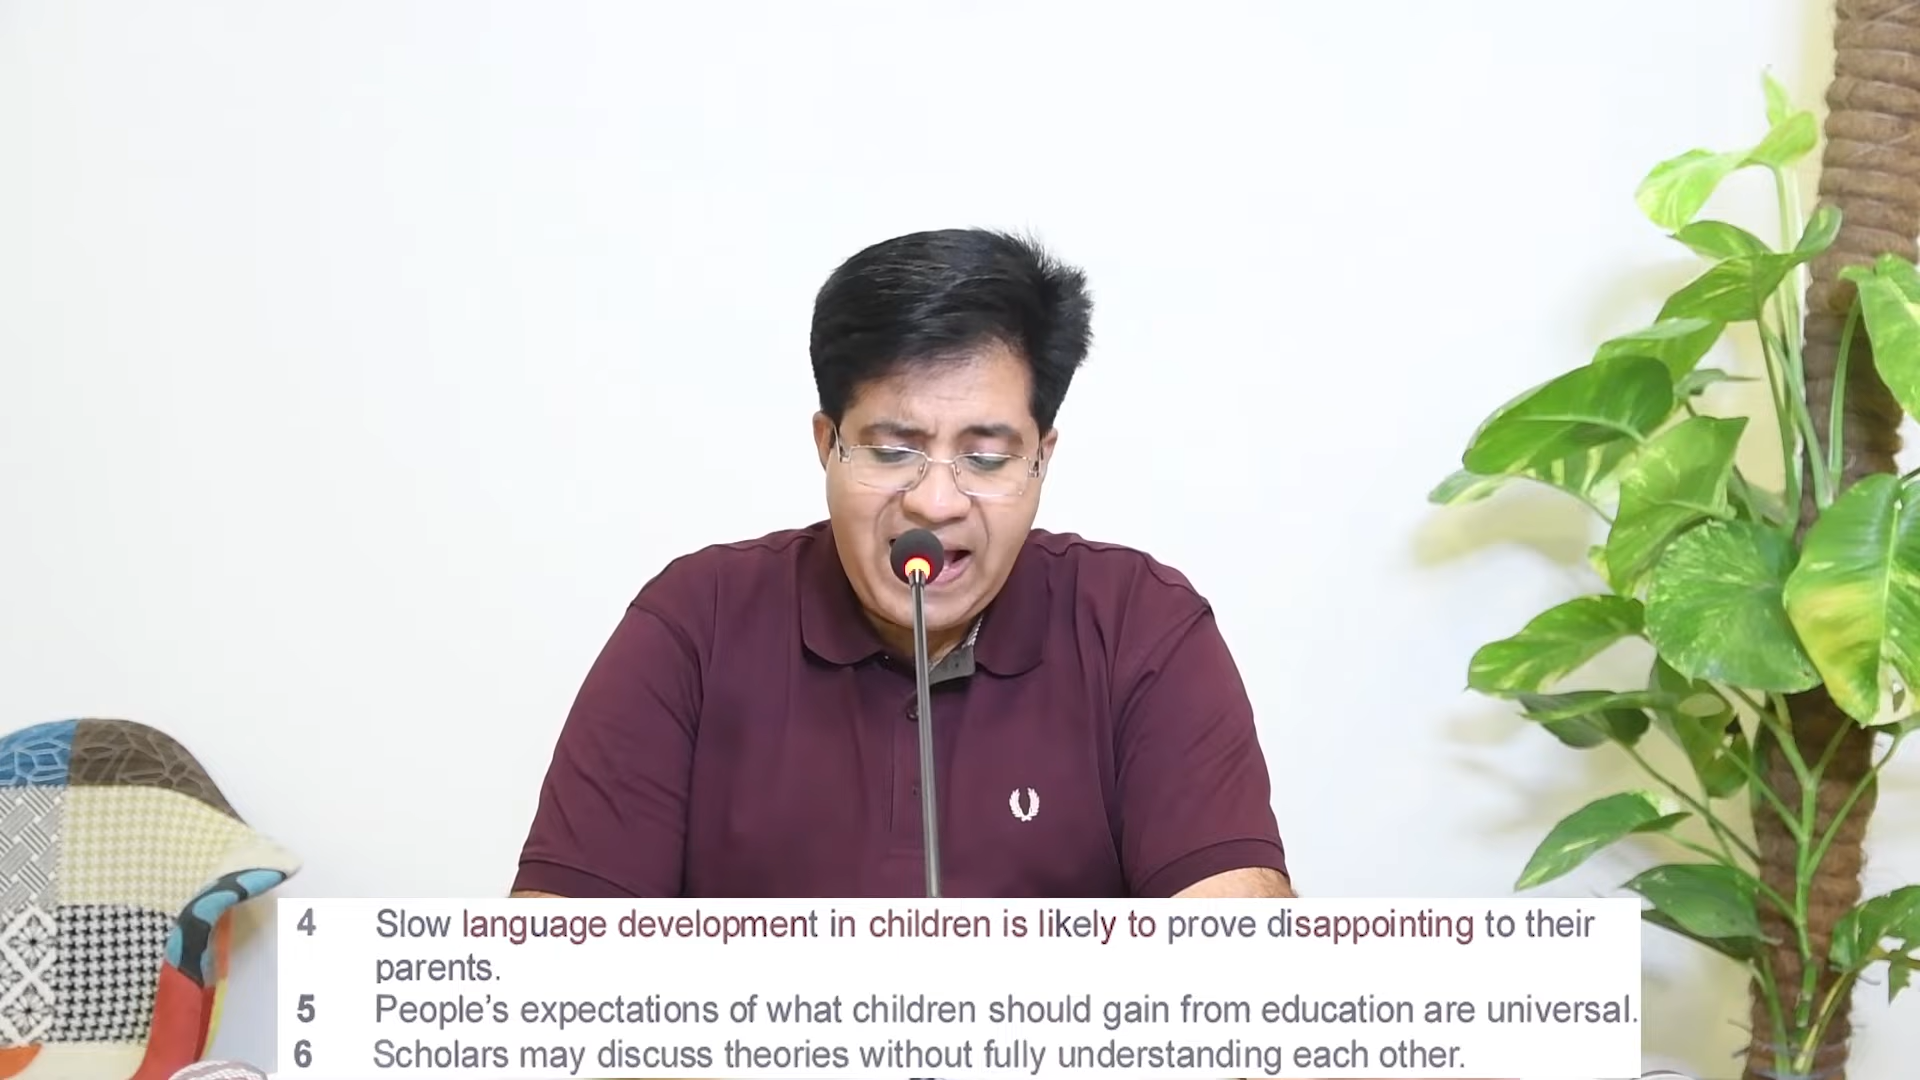 4 Slow language development in children is likely to prove disappointing to their
parents.
5 People's expectations of what children should gain from education are universal.
6 Scholars may discuss theories without fully understanding each other.